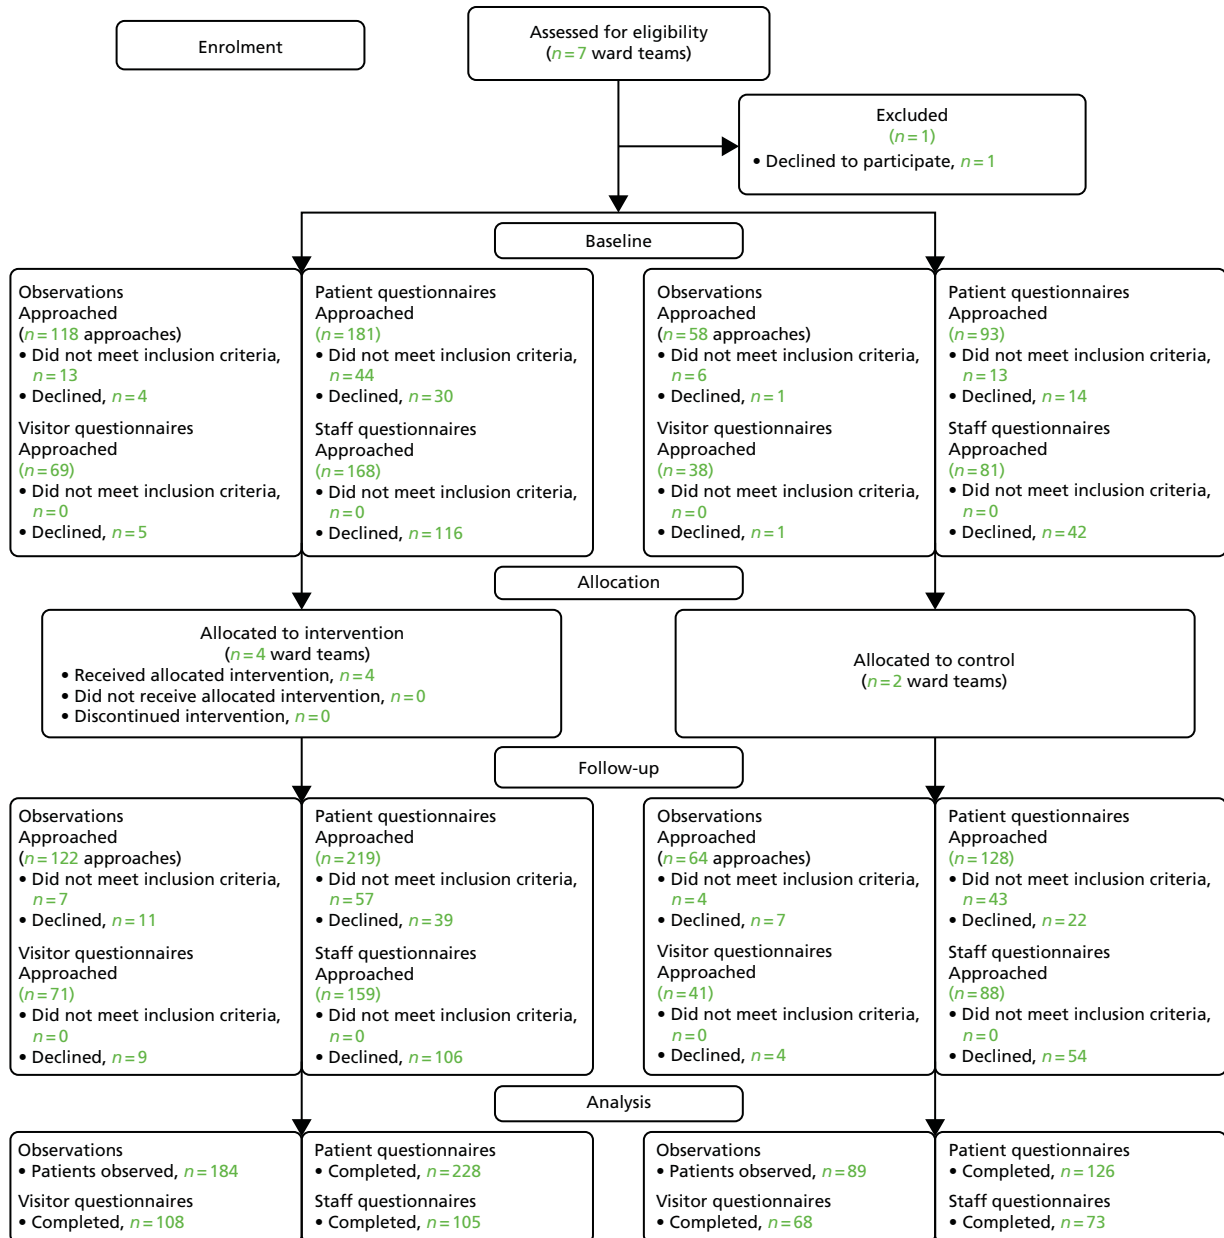 Enrolment
Assessed for eligibility
(n=7 ward teams)
Excluded
(n=1)
• Declined to participate, n=1
Baseline
Observations
Approached
(n=118 approaches)
• Did not meet inclusion criteria,
n=13
• Declined, n=4
Visitor questionnaires
Approached
(n=69)
• Did not meet inclusion criteria,
n=0
• Declined, n=5
Patient questionnaires
Approached
(n=181)
• Did not meet inclusion criteria,
n=44
• Declined, n=30
Staff questionnaires
Approached
(n=168)
• Did not meet inclusion criteria,
n=0
• Declined, n=116
Observations
Approached
(n=58 approaches)
• Did not meet inclusion criteria,
n=6
• Declined, n=1
Visitor questionnaires
Approached
(n=38)
• Did not meet inclusion criteria,
n=0
• Declined, n=1
Patient questionnaires
Approached
(n=93)
• Did not meet inclusion criteria,
n=13
• Declined, n=14
Staff questionnaires
Approached
(n=81)
• Did not meet inclusion criteria,
n=0
• Declined, n=42
Allocation
Allocated to intervention
(n=4 ward teams)
• Received allocated intervention, n=4
• Did not receive allocated intervention, n=0
• Discontinued intervention, n=0
Allocated to control
(n=2 ward teams)
Follow-up
Observations
Approached
(n=122 approaches)
• Did not meet inclusion criteria,
n=7
• Declined, n=11
Visitor questionnaires
Approached
(n=71)
• Did not meet inclusion criteria,
n=0
• Declined, n=9
Patient questionnaires
Approached
(n=219)
• Did not meet inclusion criteria,
n=57
• Declined, n=39
Staff questionnaires
Approached
(n=159)
• Did not meet inclusion criteria,
n=0
• Declined, n=106
Observations
Approached
(n=64 approaches)
• Did not meet inclusion criteria,
n=4
• Declined, n=7
Visitor questionnaires
Approached
(n=41)
• Did not meet inclusion criteria,
n=0
• Declined, n=4
Patient questionnaires
Approached
(n=128)
• Did not meet inclusion criteria,
n=43
• Declined, n=22
Staff questionnaires
Approached
(n=88)
• Did not meet inclusion criteria,
n=0
• Declined, n=54
Analysis
Observations
• Patients observed, n=184
Visitor questionnaires
• Completed, n=108
Patient questionnaires
• Completed, n=228
Staff questionnaires
• Completed, n=105
Observations
• Patients observed, n=89
Visitor questionnaires
• Completed, n=68
Patient questionnaires
• Completed, n=126
Staff questionnaires
• Completed, n=73